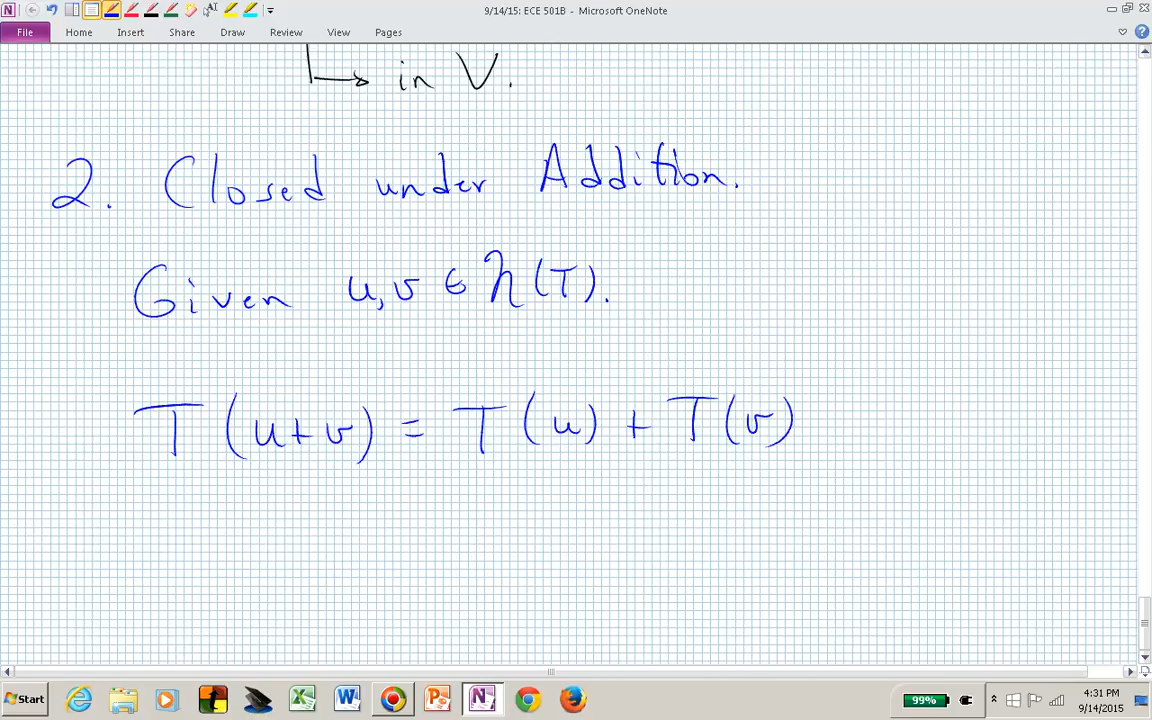 9/14/15: ECE 501B - Microsoft OneNote
File Home Insert Share Draw Review View Pages
in V.
2. Closed under Addition.
Given u, v ∈ N(T).
T(u+v) = T(u) + T(v)
Start
99%
4:31 PM
9/14/2015